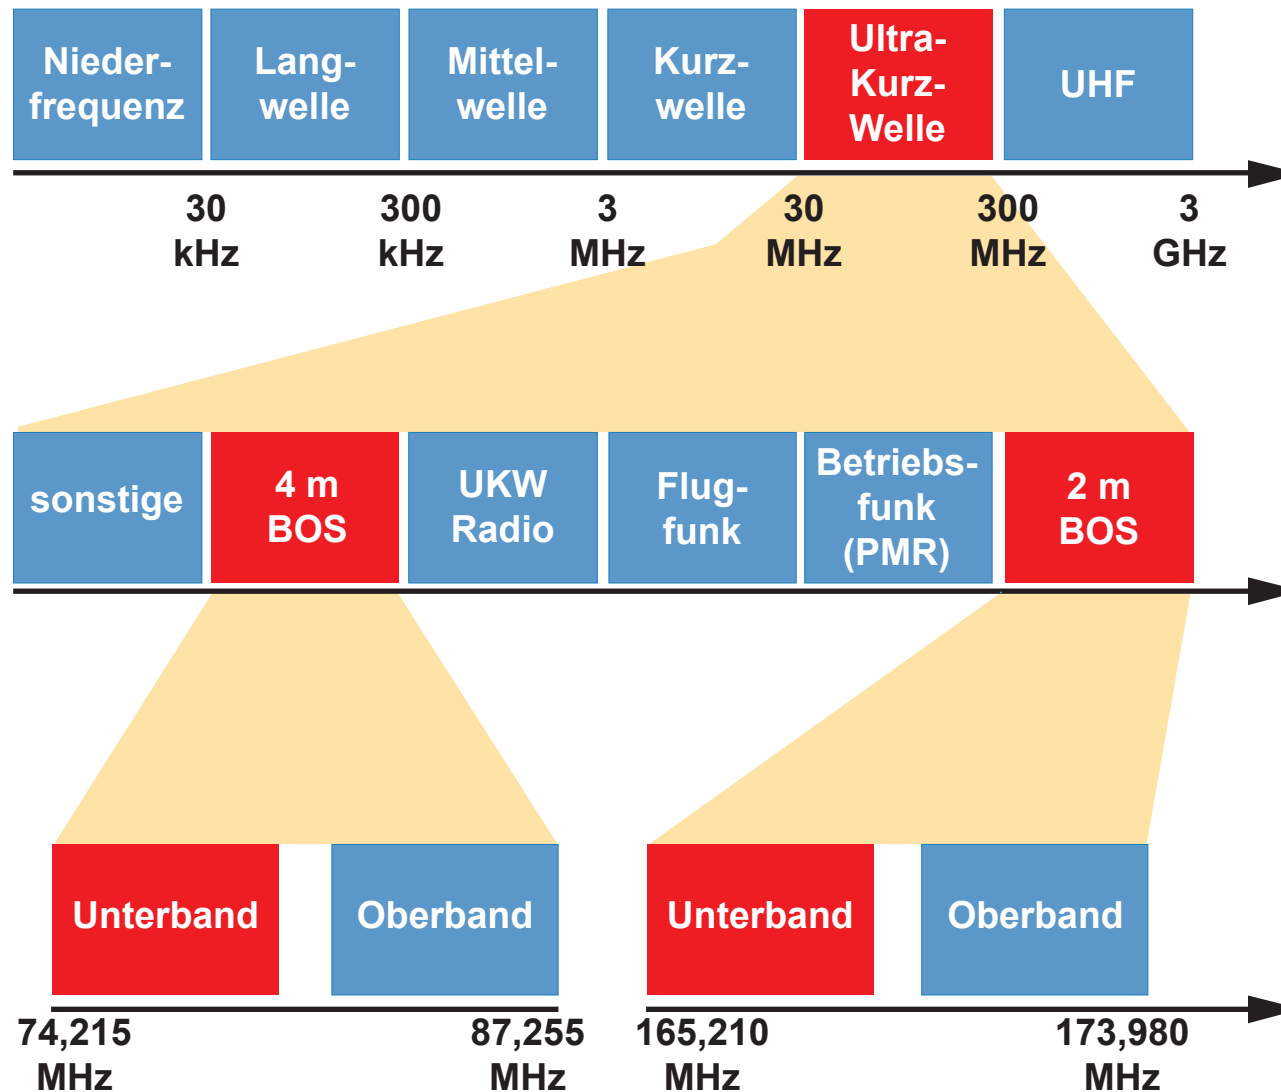 Nieder-
frequenz
Lang-
welle
Mittel-
welle
Kurz-
welle
Ultra-
Kurz-
Welle
UHF
30
kHz
300
kHz
3
MHz
30
MHz
300
MHz
3
GHz
sonstige
4 m
BOS
UKW
Radio
Flug-
funk
Betriebs-
funk
(PMR)
2 m
BOS
Unterband
Oberband
Unterband
Oberband
74,215
MHz
87,255
MHz
165,210
MHz
173,980
MHz